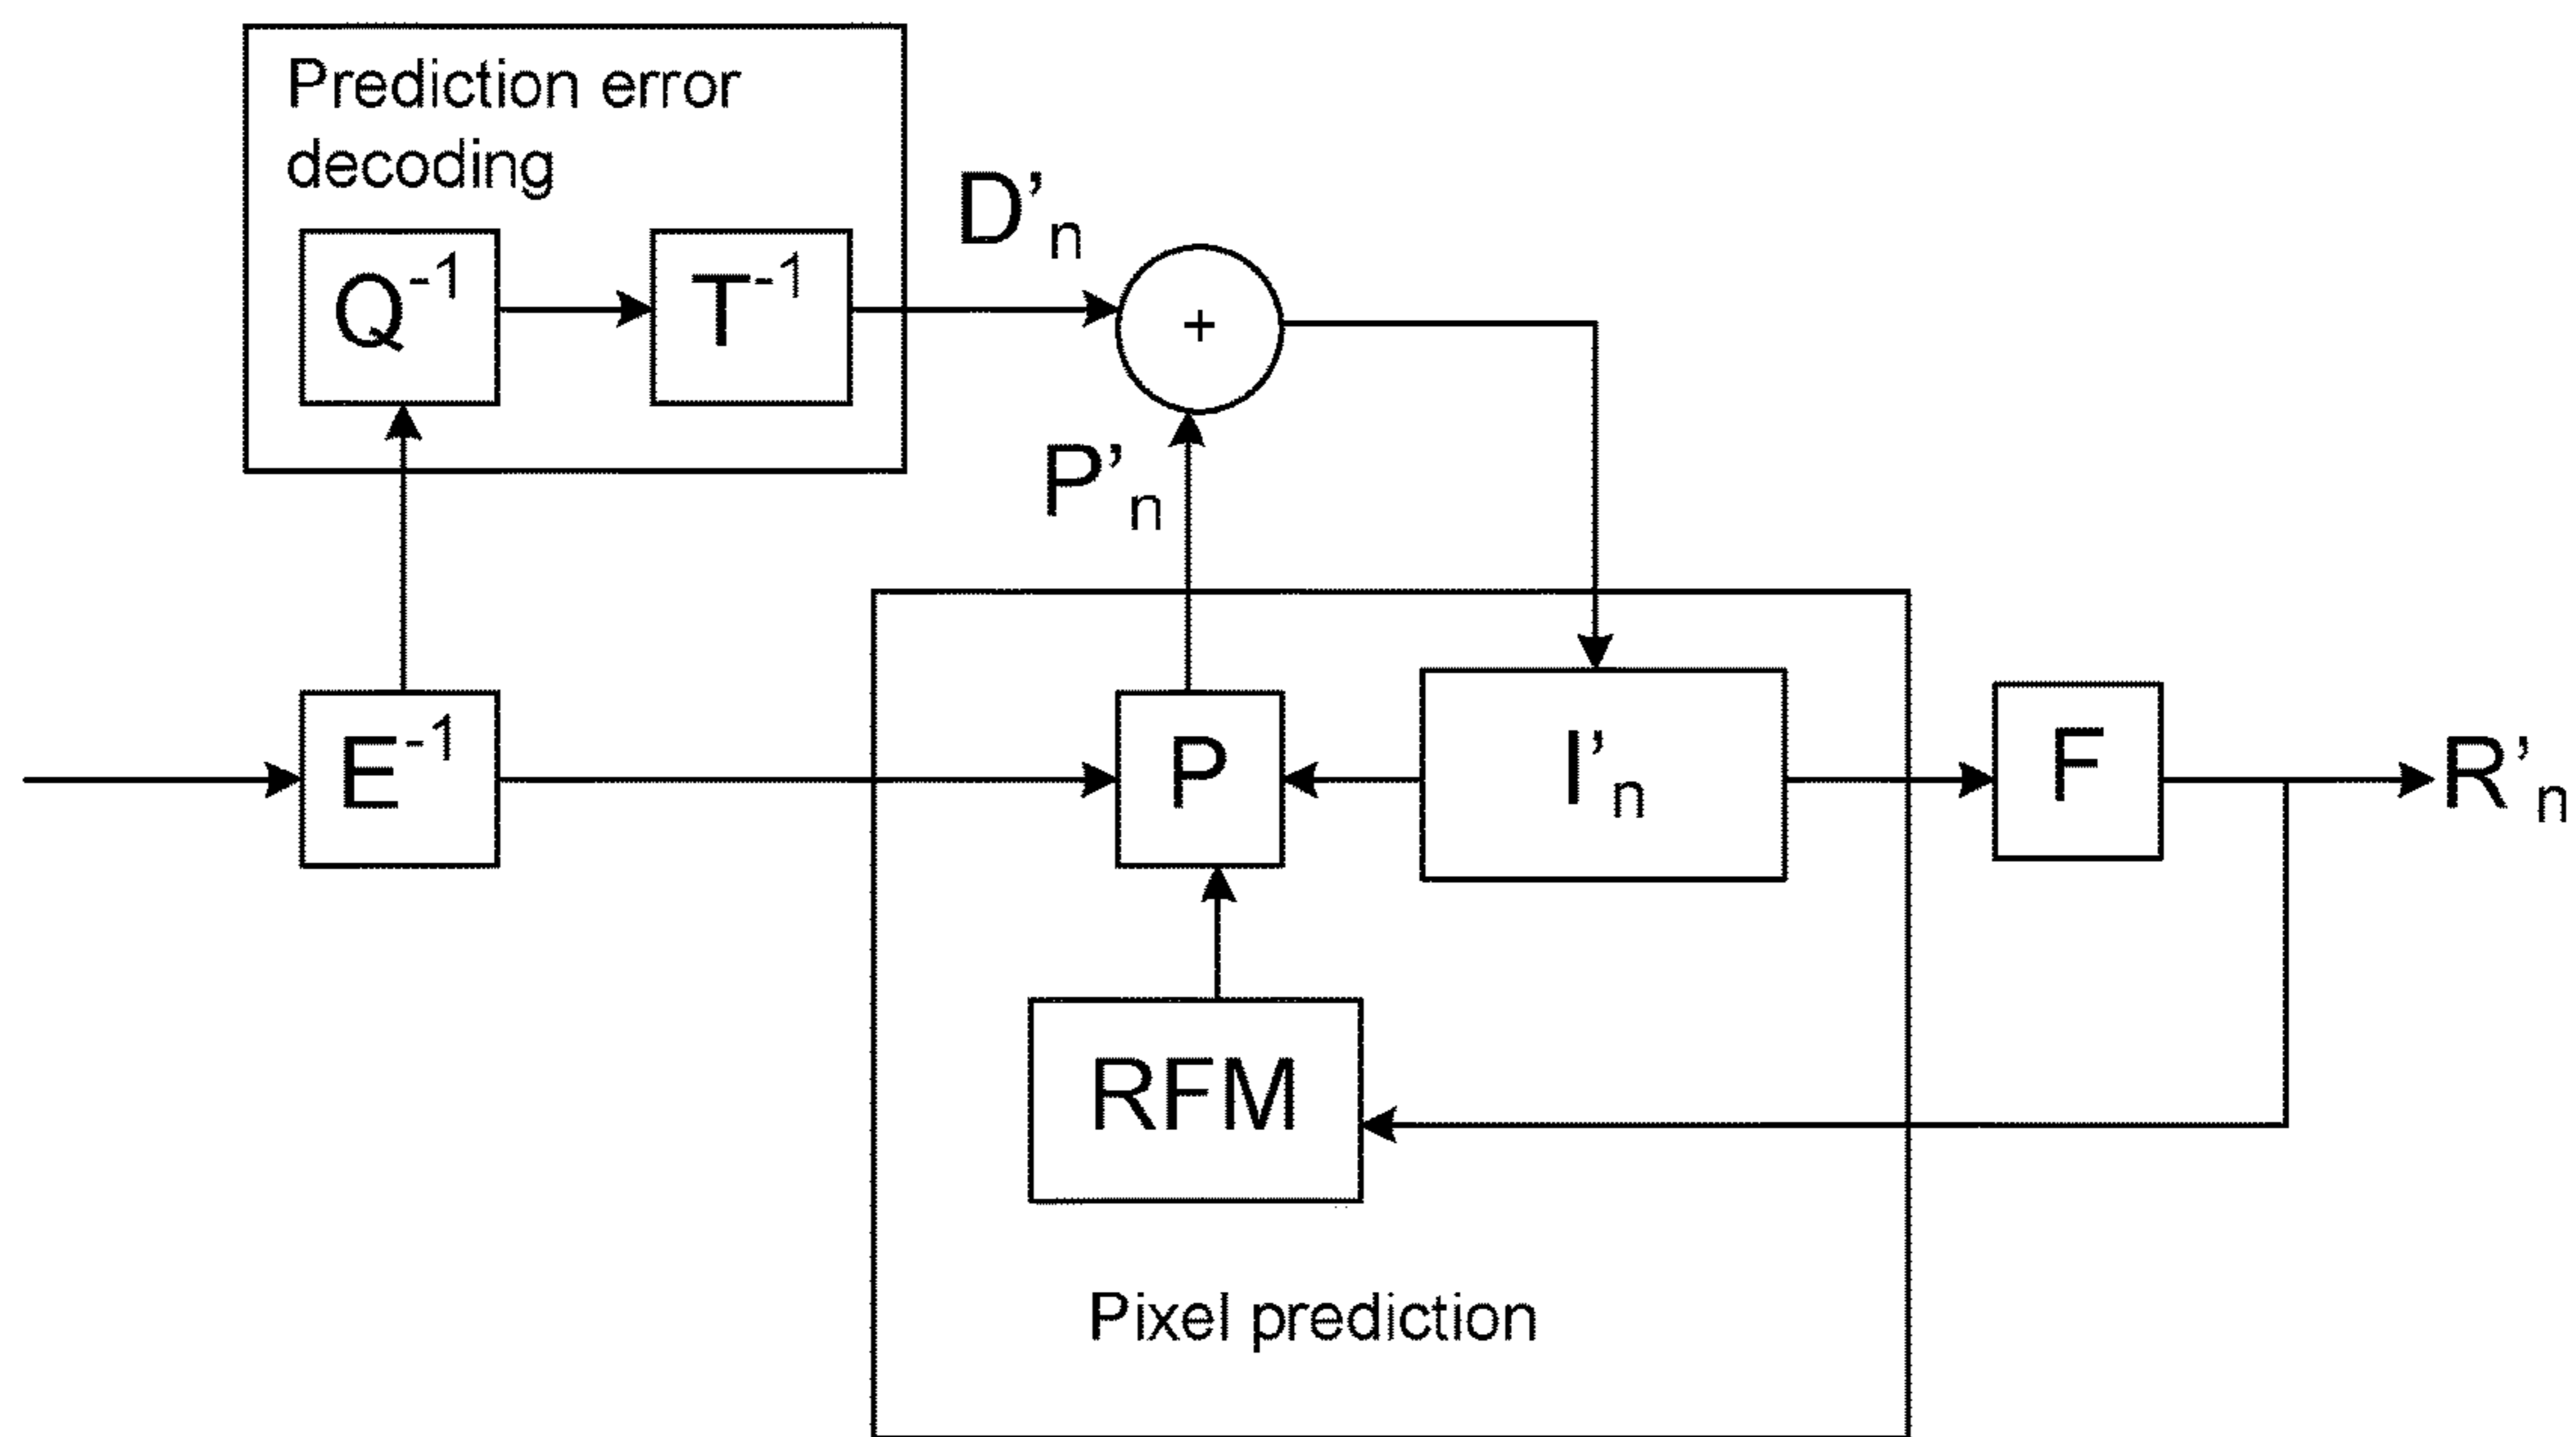 Prediction error
decoding
Q⁻¹
T⁻¹
D’ₙ
+
P’ₙ
E⁻¹
P
I’ₙ
F
R’ₙ
RFM
Pixel prediction